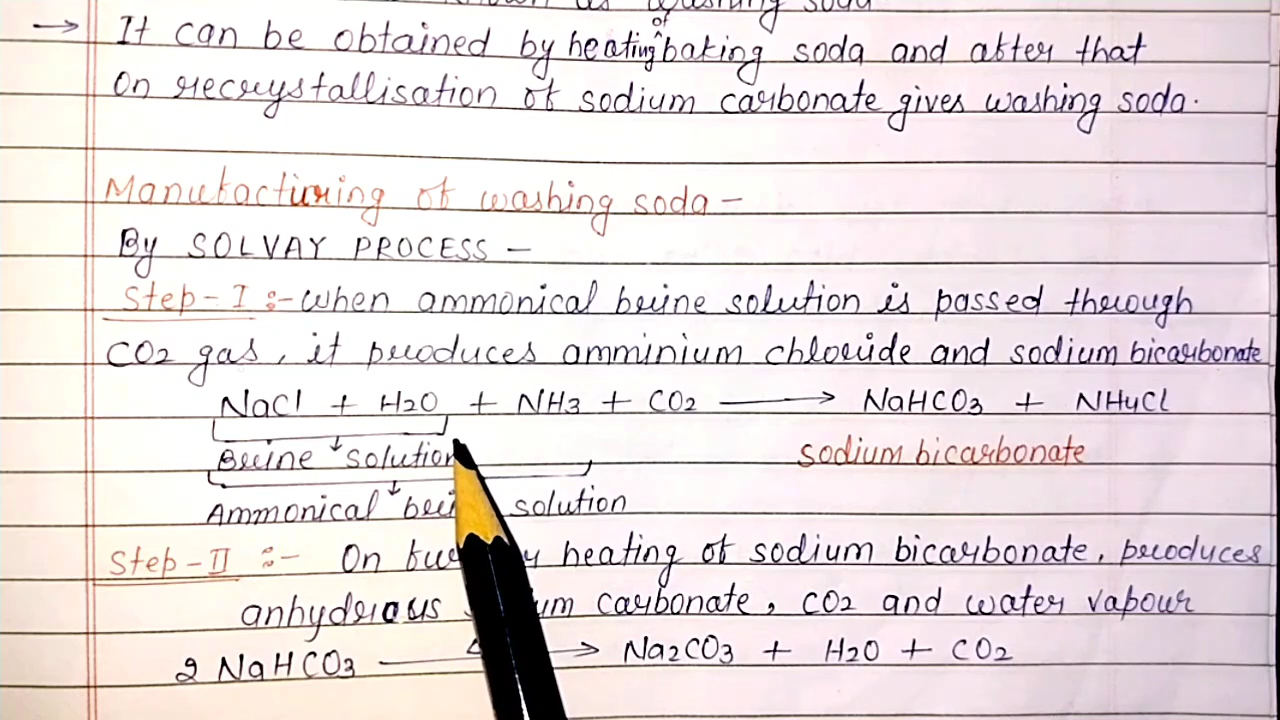 of
→ It can be obtained by heating baking soda and after that
on recrystallisation of sodium carbonate gives washing soda.
Manufacturing of washing soda -
By SOLVAY PROCESS -
Step-I :- when ammonical brine solution is passed through
CO2 gas, it produces amminium chloride and sodium bicarbonate
NaCl + H2O + NH3 + CO2 ⟶ NaHCO3 + NH4Cl
Brine solution sodium bicarbonate
Ammonical solution
Step-II :- On heating of sodium bicarbonate, produces
anhydrous carbonate, CO2 and water vapour
2 NaHCO3 ⟶ Na2CO3 + H2O + CO2